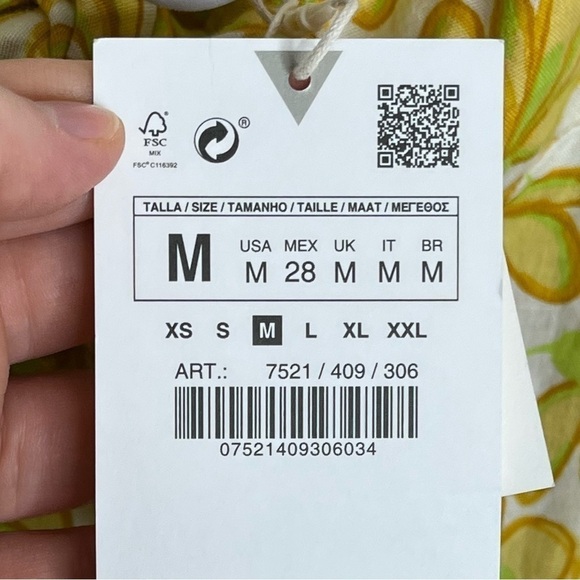 FSC
MIX
FSC® C116392
®
TALLA / SIZE / TAMANHO / TAILLE / MAAT / ΜΕΓΕΘΟΣ
M
USA MEX UK IT BR
M 28 M M M
XS S M L XL XXL
ART.: 7521 / 409 / 306
07521409306034